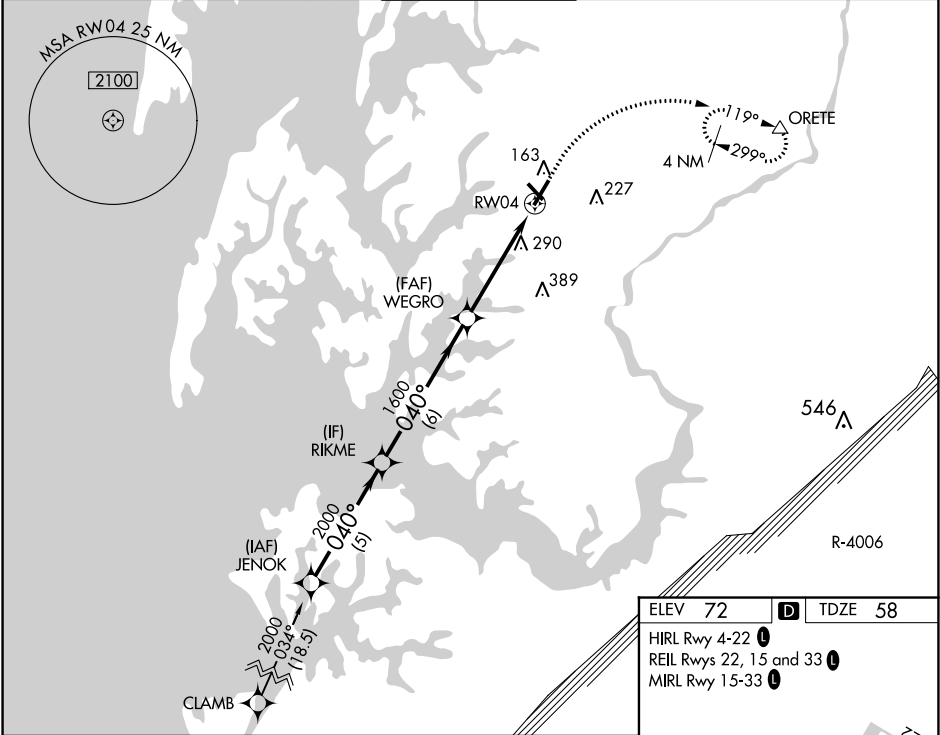 MSA RW04 25 NM
2100
119°
ORETE
299°
4 NM
163
RW04
227
290
389
(FAF)
WEGRO
1600
040°
(6)
546
(IF)
RIKME
2000
040°
(5)
R-4006
(IAF)
JENOK
2000
034°
(18.5)
CLAMB
ELEV 72 D TDZE 58
HIRL Rwy 4-22 L
REIL Rwys 22, 15 and 33 L
MIRL Rwy 15-33 L